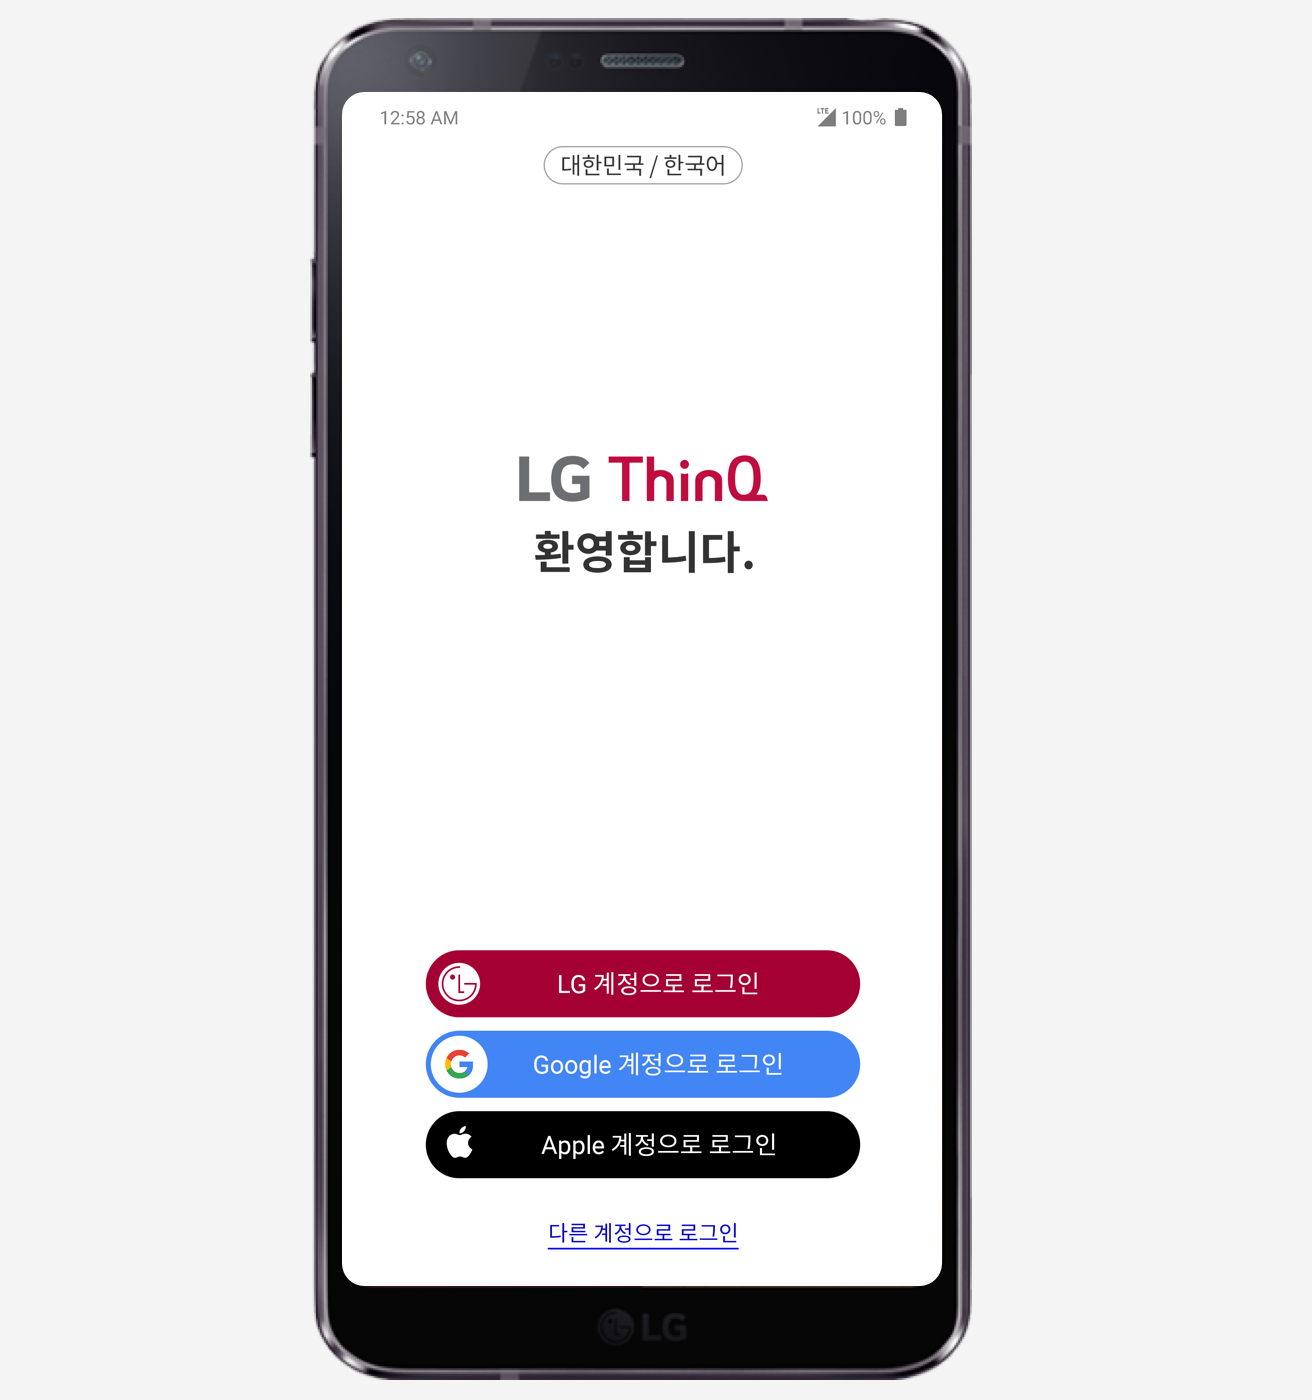 12:58 AM LTE 100%
대한민국 / 한국어
LG ThinQ
환영합니다.
LG 계정으로 로그인
Google 계정으로 로그인
Apple 계정으로 로그인
다른 계정으로 로그인
LG